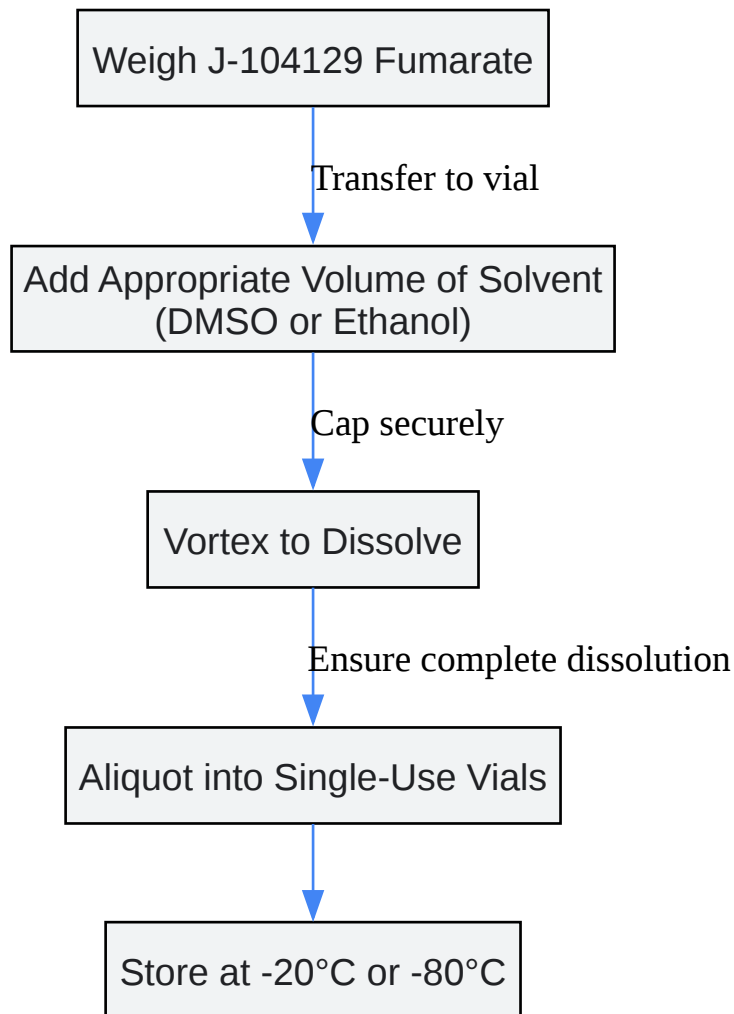 Weigh J-104129 Fumarate
Transfer to vial
Add Appropriate Volume of Solvent
(DMSO or Ethanol)
Cap securely
Vortex to Dissolve
Ensure complete dissolution
Aliquot into Single-Use Vials
Store at -20°C or -80°C